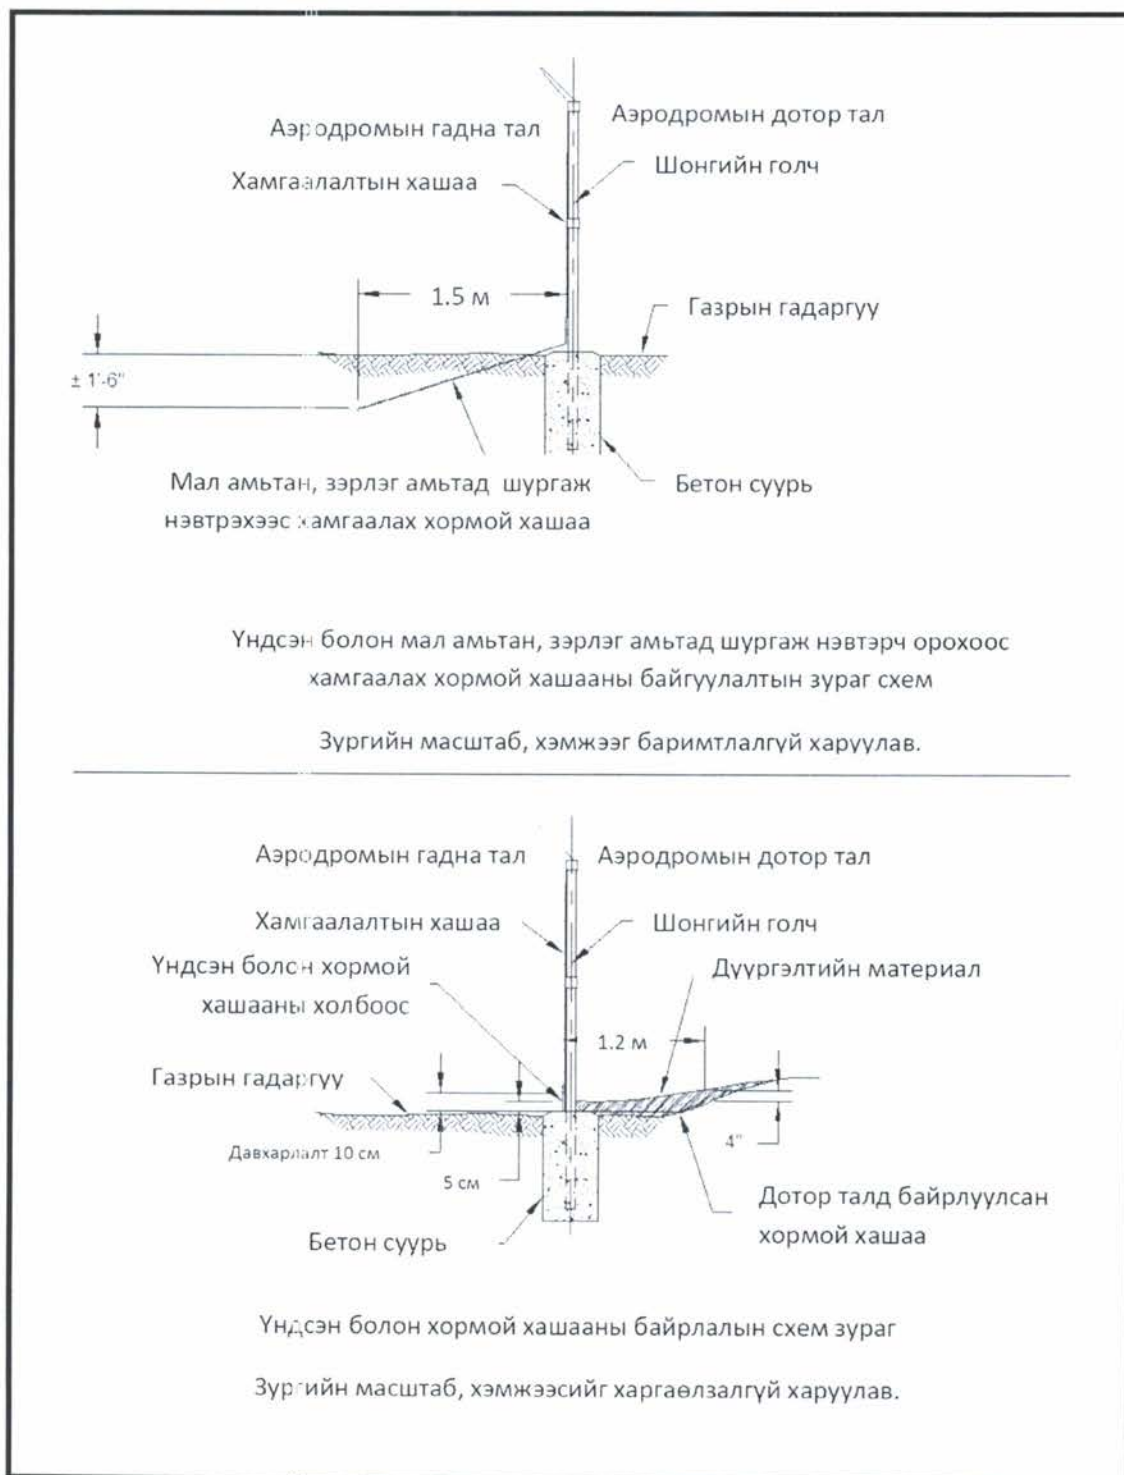 Аэродромын гадна тал
Аэродромын дотор тал
Хамгаалалтын хашаа
Шонгийн голч
1.5 м
Газрын гадаргуу
± 1'-6"
Мал амьтан, зэрлэг амьтад шургаж
нэвтрэхээс хамгаалах хормой хашаа
Бетон суурь
Үндсэн болон мал амьтан, зэрлэг амьтад шургаж нэвтэрч орохоос
хамгаалах хормой хашааны байгуулалтын зураг схем
Зургийн масштаб, хэмжээг баримтлалгүй харуулав.
Аэродромын гадна тал
Аэродромын дотор тал
Хамгаалалтын хашаа
Шонгийн голч
Үндсэн болон хормой
хашааны холбоос
Дүүргэлтийн материал
1.2 м
Газрын гадаргуу
Давхарлалт 10 см
5 см
4"
Дотор талд байрлуулсан
хормой хашаа
Бетон суурь
Үндсэн болон хормой хашааны байрлалын схем зураг
Зургийн масштаб, хэмжээсийг харгаөлзалгүй харуулав.